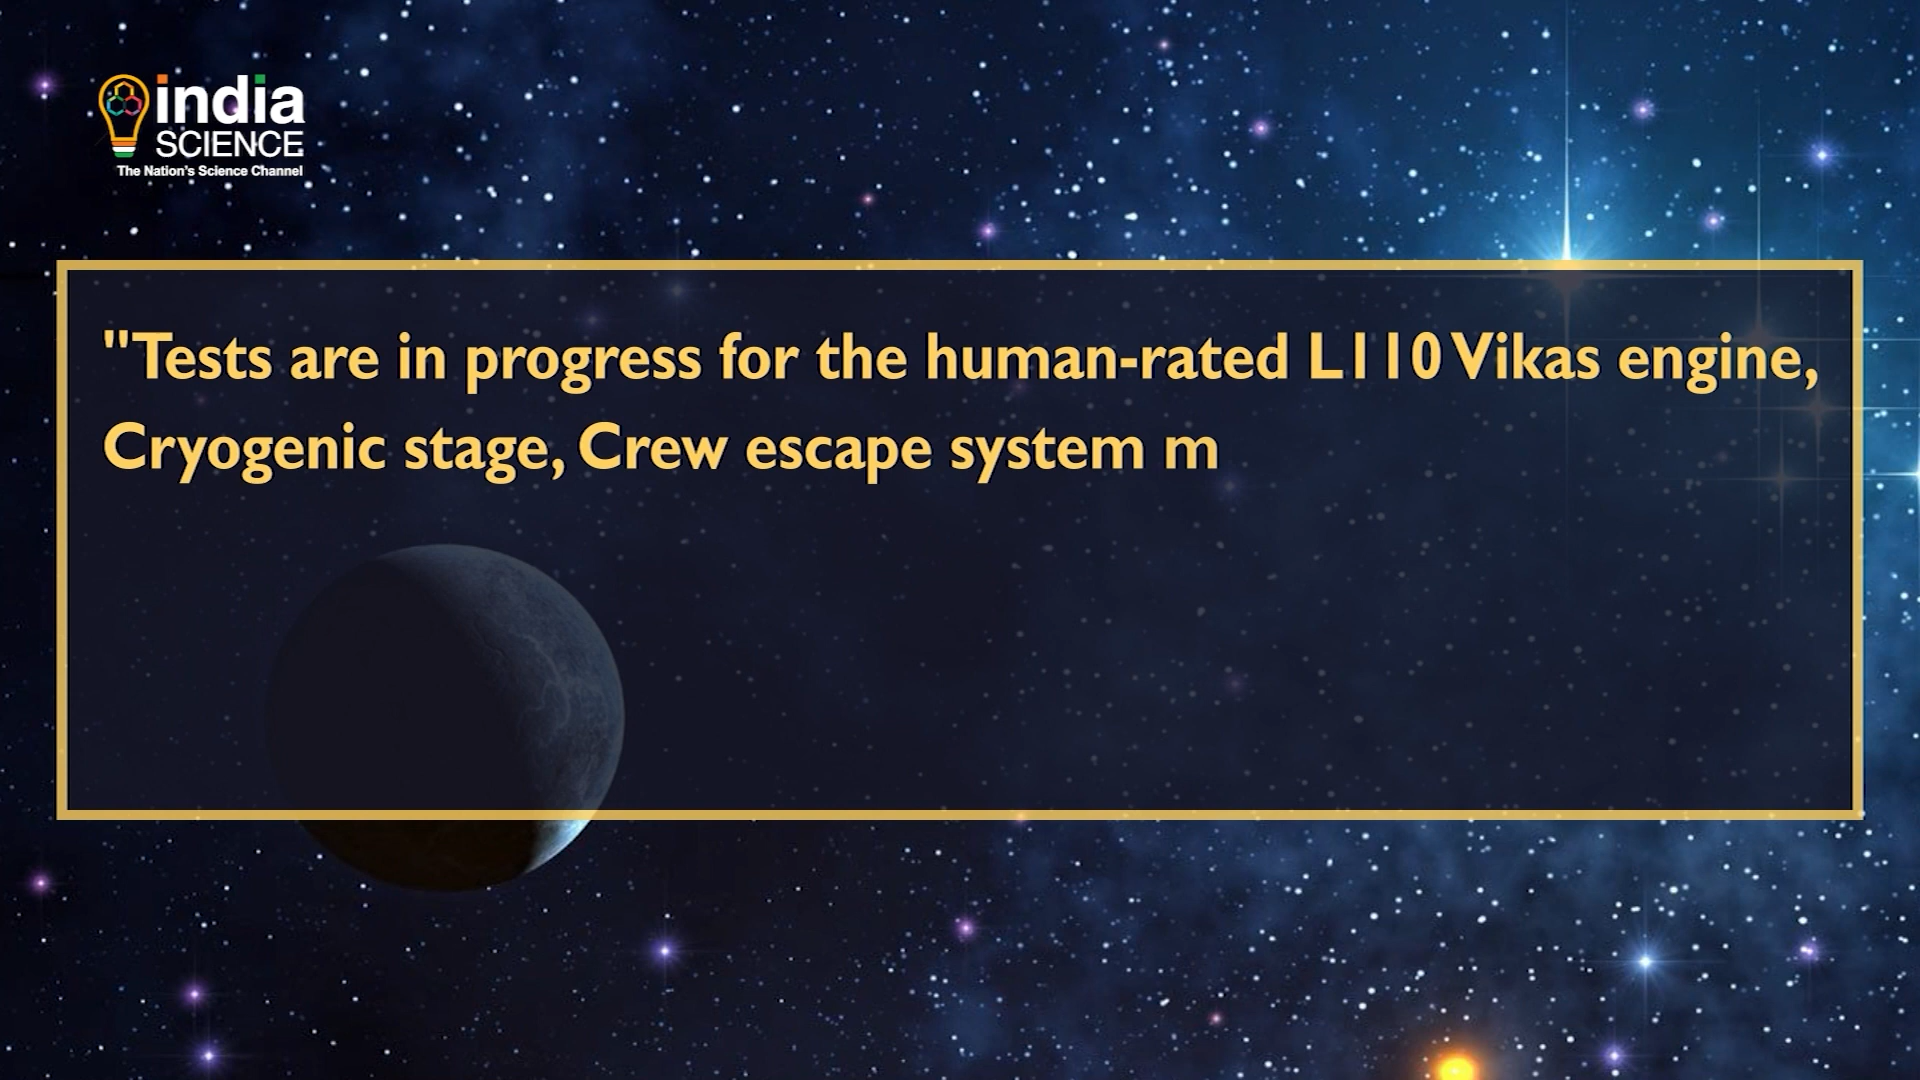 india
SCIENCE
The Nation's Science Channel
"Tests are in progress for the human-rated L110 Vikas engine,
Cryogenic stage, Crew escape system m